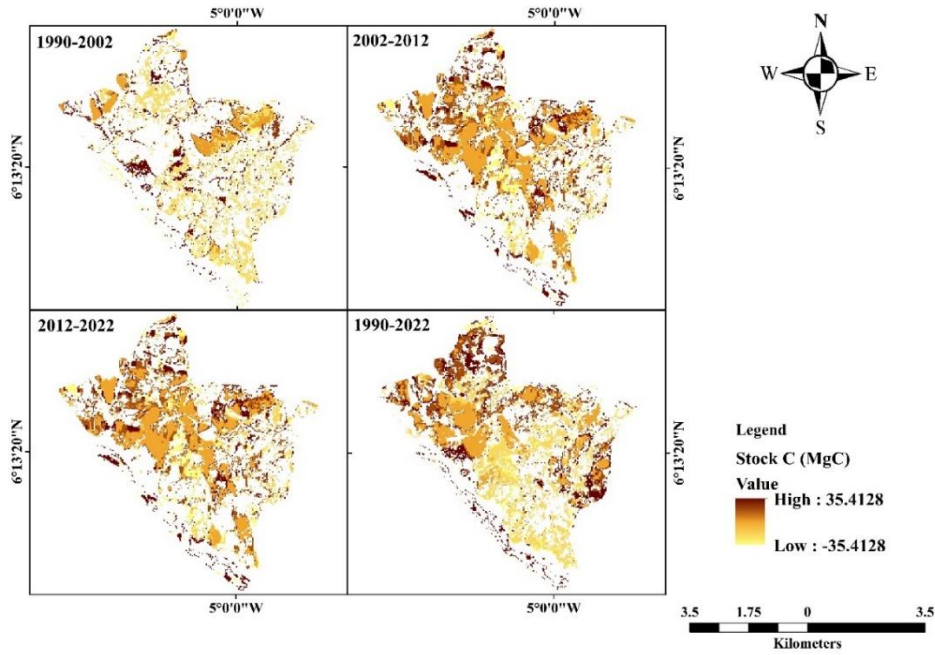 5°0'0"W 5°0'0"W
1990-2002
2002-2012
6°13'20"N
6°13'20"N
2012-2022
1990-2022
6°13'20"N
6°13'20"N
5°0'0"W 5°0'0"W
N
W E
S
Legend
Stock C (MgC)
Value
High : 35.4128
Low : -35.4128
3.5 1.75 0 3.5
Kilometers